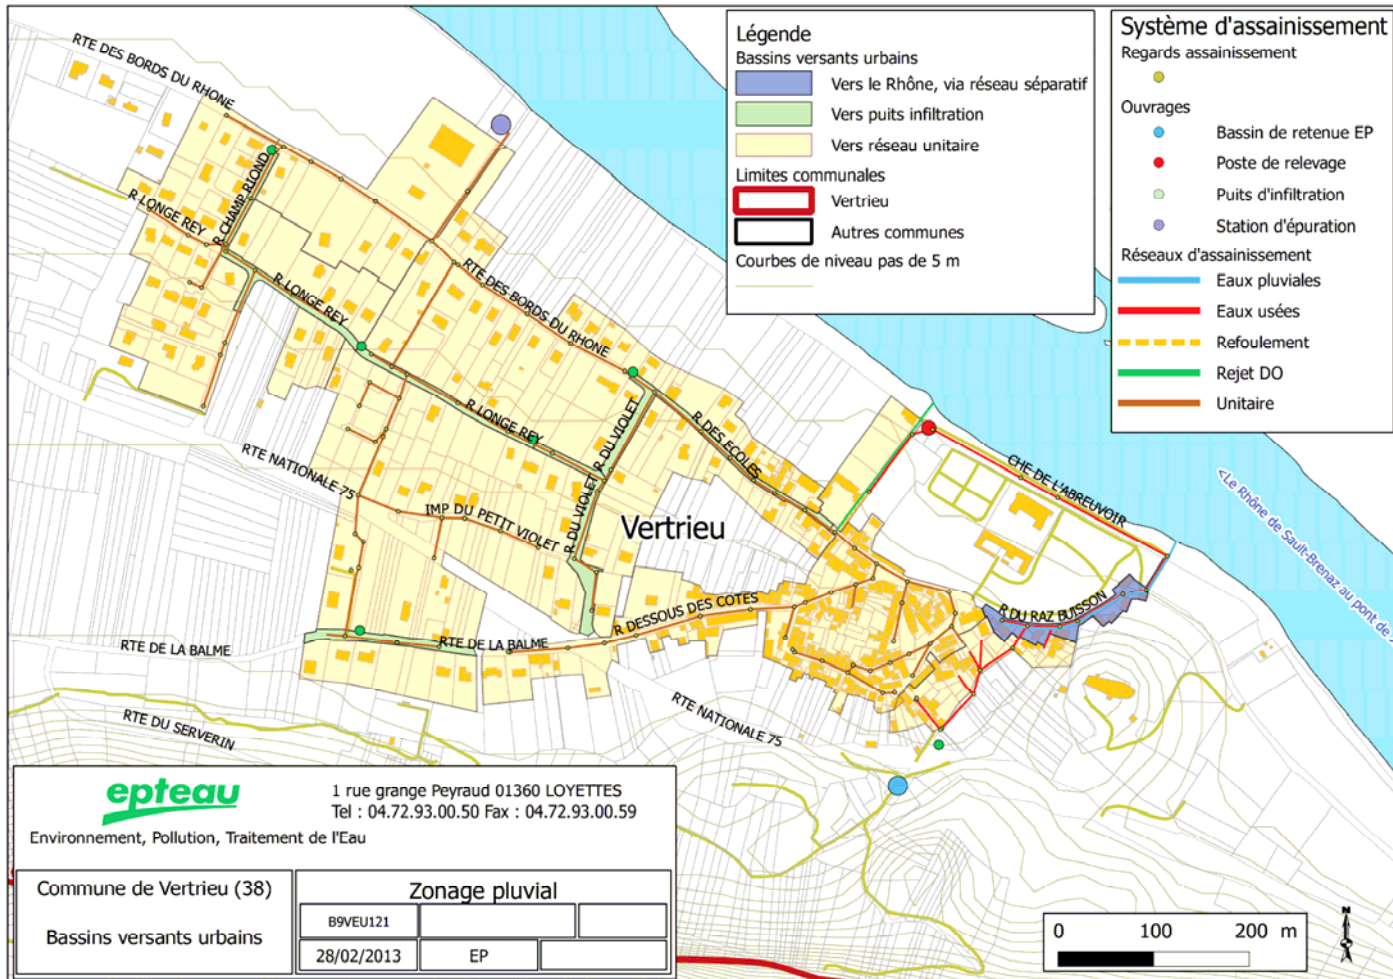 Légende
Bassins versants urbains
Vers le Rhône, via réseau séparatif
Vers puits infiltration
Vers réseau unitaire
Limites communales
Vertrieu
Autres communes
Courbes de niveau pas de 5 m
Système d'assainissement
Regards assainissement
Ouvrages
Bassin de retenue EP
Poste de relevage
Puits d'infiltration
Station d'épuration
Réseaux d'assainissement
Eaux pluviales
Eaux usées
Refoulement
Rejet DO
Unitaire
RTE DES BORDS DU RHONE
R CHAMP RIOND
R LONGE REY
R LONGE REY
RTE DES BORDS DU RHONE
R LONGE REY
R DU VIOLET
R DES ECOLES
RTE NATIONALE 75
IMP DU PETIT VIOLET
R DU VIOLET
Vertrieu
CHE DE L'ABREUVOIR
<Le Rhône de Sault-Brenaz au pont de
R DU RAZ BUISSON
R DESSOUS DES COTES
RTE DE LA BALME
RTE DE LA BALME
RTE DU SERVERIN
RTE NATIONALE 75
epteau
1 rue grange Peyraud 01360 LOYETTES
Tel : 04.72.93.00.50 Fax : 04.72.93.00.59
Environnement, Pollution, Traitement de l'Eau
Commune de Vertrieu (38)
Bassins versants urbains
Zonage pluvial
B9VEU121
28/02/2013
EP
0 100 200 m
N